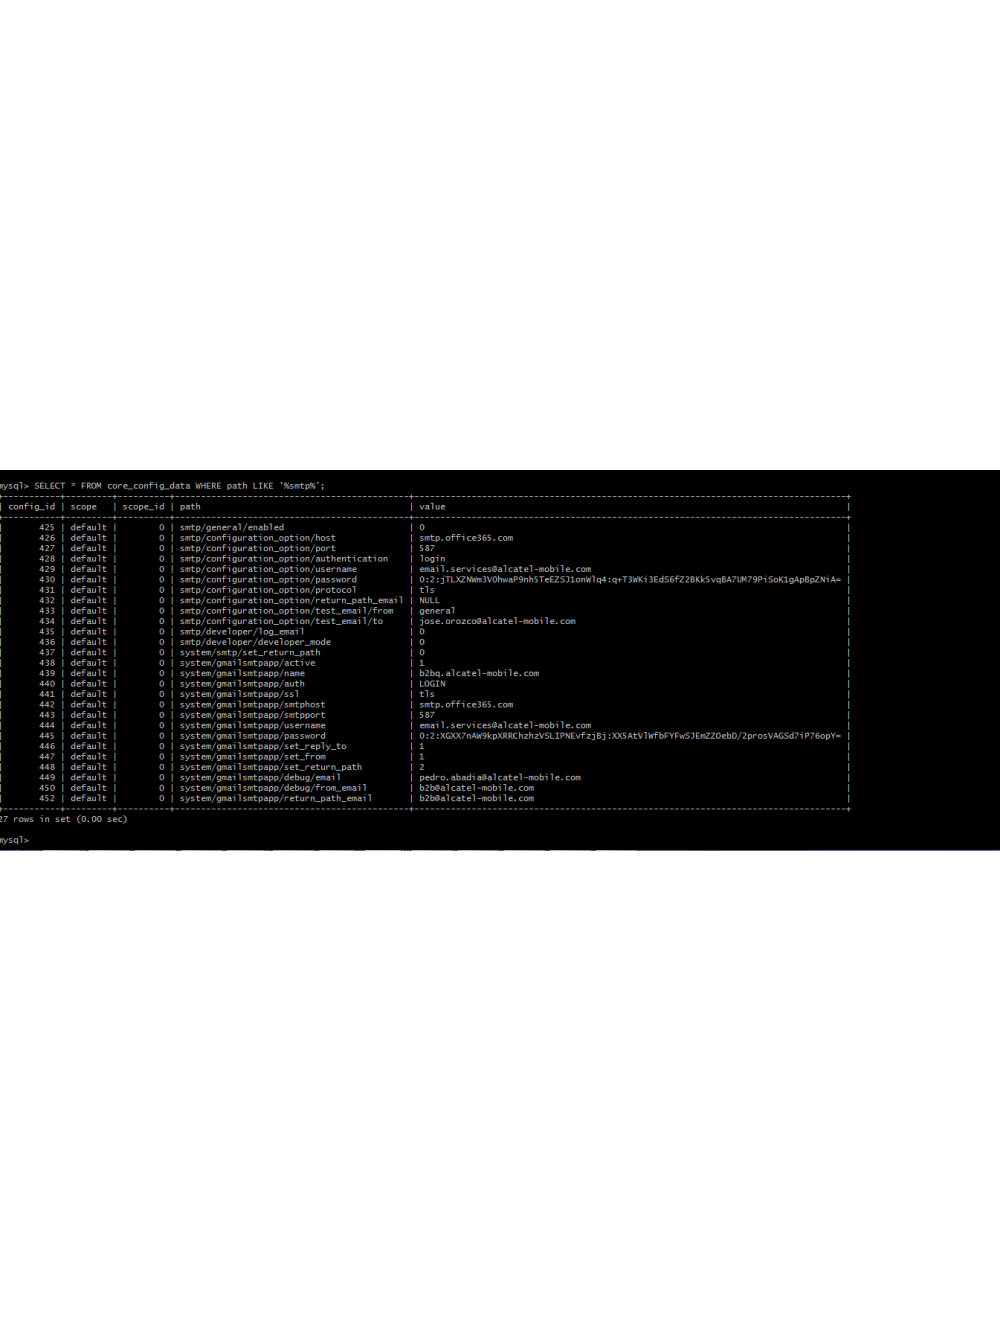 mysql> SELECT * FROM core_config_data WHERE path LIKE '%smtp%';
| config_id | scope | scope_id | path | value |
| 425 | default | 0 | smtp/general/enabled | 0 |
| 426 | default | 0 | smtp/configuration_option/host | smtp.office365.com |
| 427 | default | 0 | smtp/configuration_option/port | 587 |
| 428 | default | 0 | smtp/configuration_option/authentication | login |
| 429 | default | 0 | smtp/configuration_option/username | email.services@alcatel-mobile.com |
| 430 | default | 0 | smtp/configuration_option/password | 0:2:jTLXZNWm3VOhwaP9nh5TeEZSJ1onWlq4:q+T3WKi3EdS6fZ2BKk5vqBA7UM79PiSoK1gApBpZNiA= |
| 431 | default | 0 | smtp/configuration_option/protocol | tls |
| 432 | default | 0 | smtp/configuration_option/return_path_email | NULL |
| 433 | default | 0 | smtp/configuration_option/test_email/from | general |
| 434 | default | 0 | smtp/configuration_option/test_email/to | jose.orozco@alcatel-mobile.com |
| 435 | default | 0 | smtp/developer/log_email | 0 |
| 436 | default | 0 | smtp/developer/developer_mode | 0 |
| 437 | default | 0 | system/smtp/set_return_path | 0 |
| 438 | default | 0 | system/gmailsmtpapp/active | 1 |
| 439 | default | 0 | system/gmailsmtpapp/name | b2bq.alcatel-mobile.com |
| 440 | default | 0 | system/gmailsmtpapp/auth | LOGIN |
| 441 | default | 0 | system/gmailsmtpapp/ssl | tls |
| 442 | default | 0 | system/gmailsmtpapp/smtphost | smtp.office365.com |
| 443 | default | 0 | system/gmailsmtpapp/smtpport | 587 |
| 444 | default | 0 | system/gmailsmtpapp/username | email.services@alcatel-mobile.com |
| 445 | default | 0 | system/gmailsmtpapp/password | 0:2:XGXX7nAW9kpXRRChzhzVSLIPNEvfzjBj:XX5AtVlWfbFYFwSJEmZZOebD/2prosVAGSd7iP76opY= |
| 446 | default | 0 | system/gmailsmtpapp/set_reply_to | 1 |
| 447 | default | 0 | system/gmailsmtpapp/set_from | 1 |
| 448 | default | 0 | system/gmailsmtpapp/set_return_path | 2 |
| 449 | default | 0 | system/gmailsmtpapp/debug/email | pedro.abadia@alcatel-mobile.com |
| 450 | default | 0 | system/gmailsmtpapp/debug/from_email | b2b@alcatel-mobile.com |
| 452 | default | 0 | system/gmailsmtpapp/return_path_email | b2b@alcatel-mobile.com |
27 rows in set (0.00 sec)
mysql>